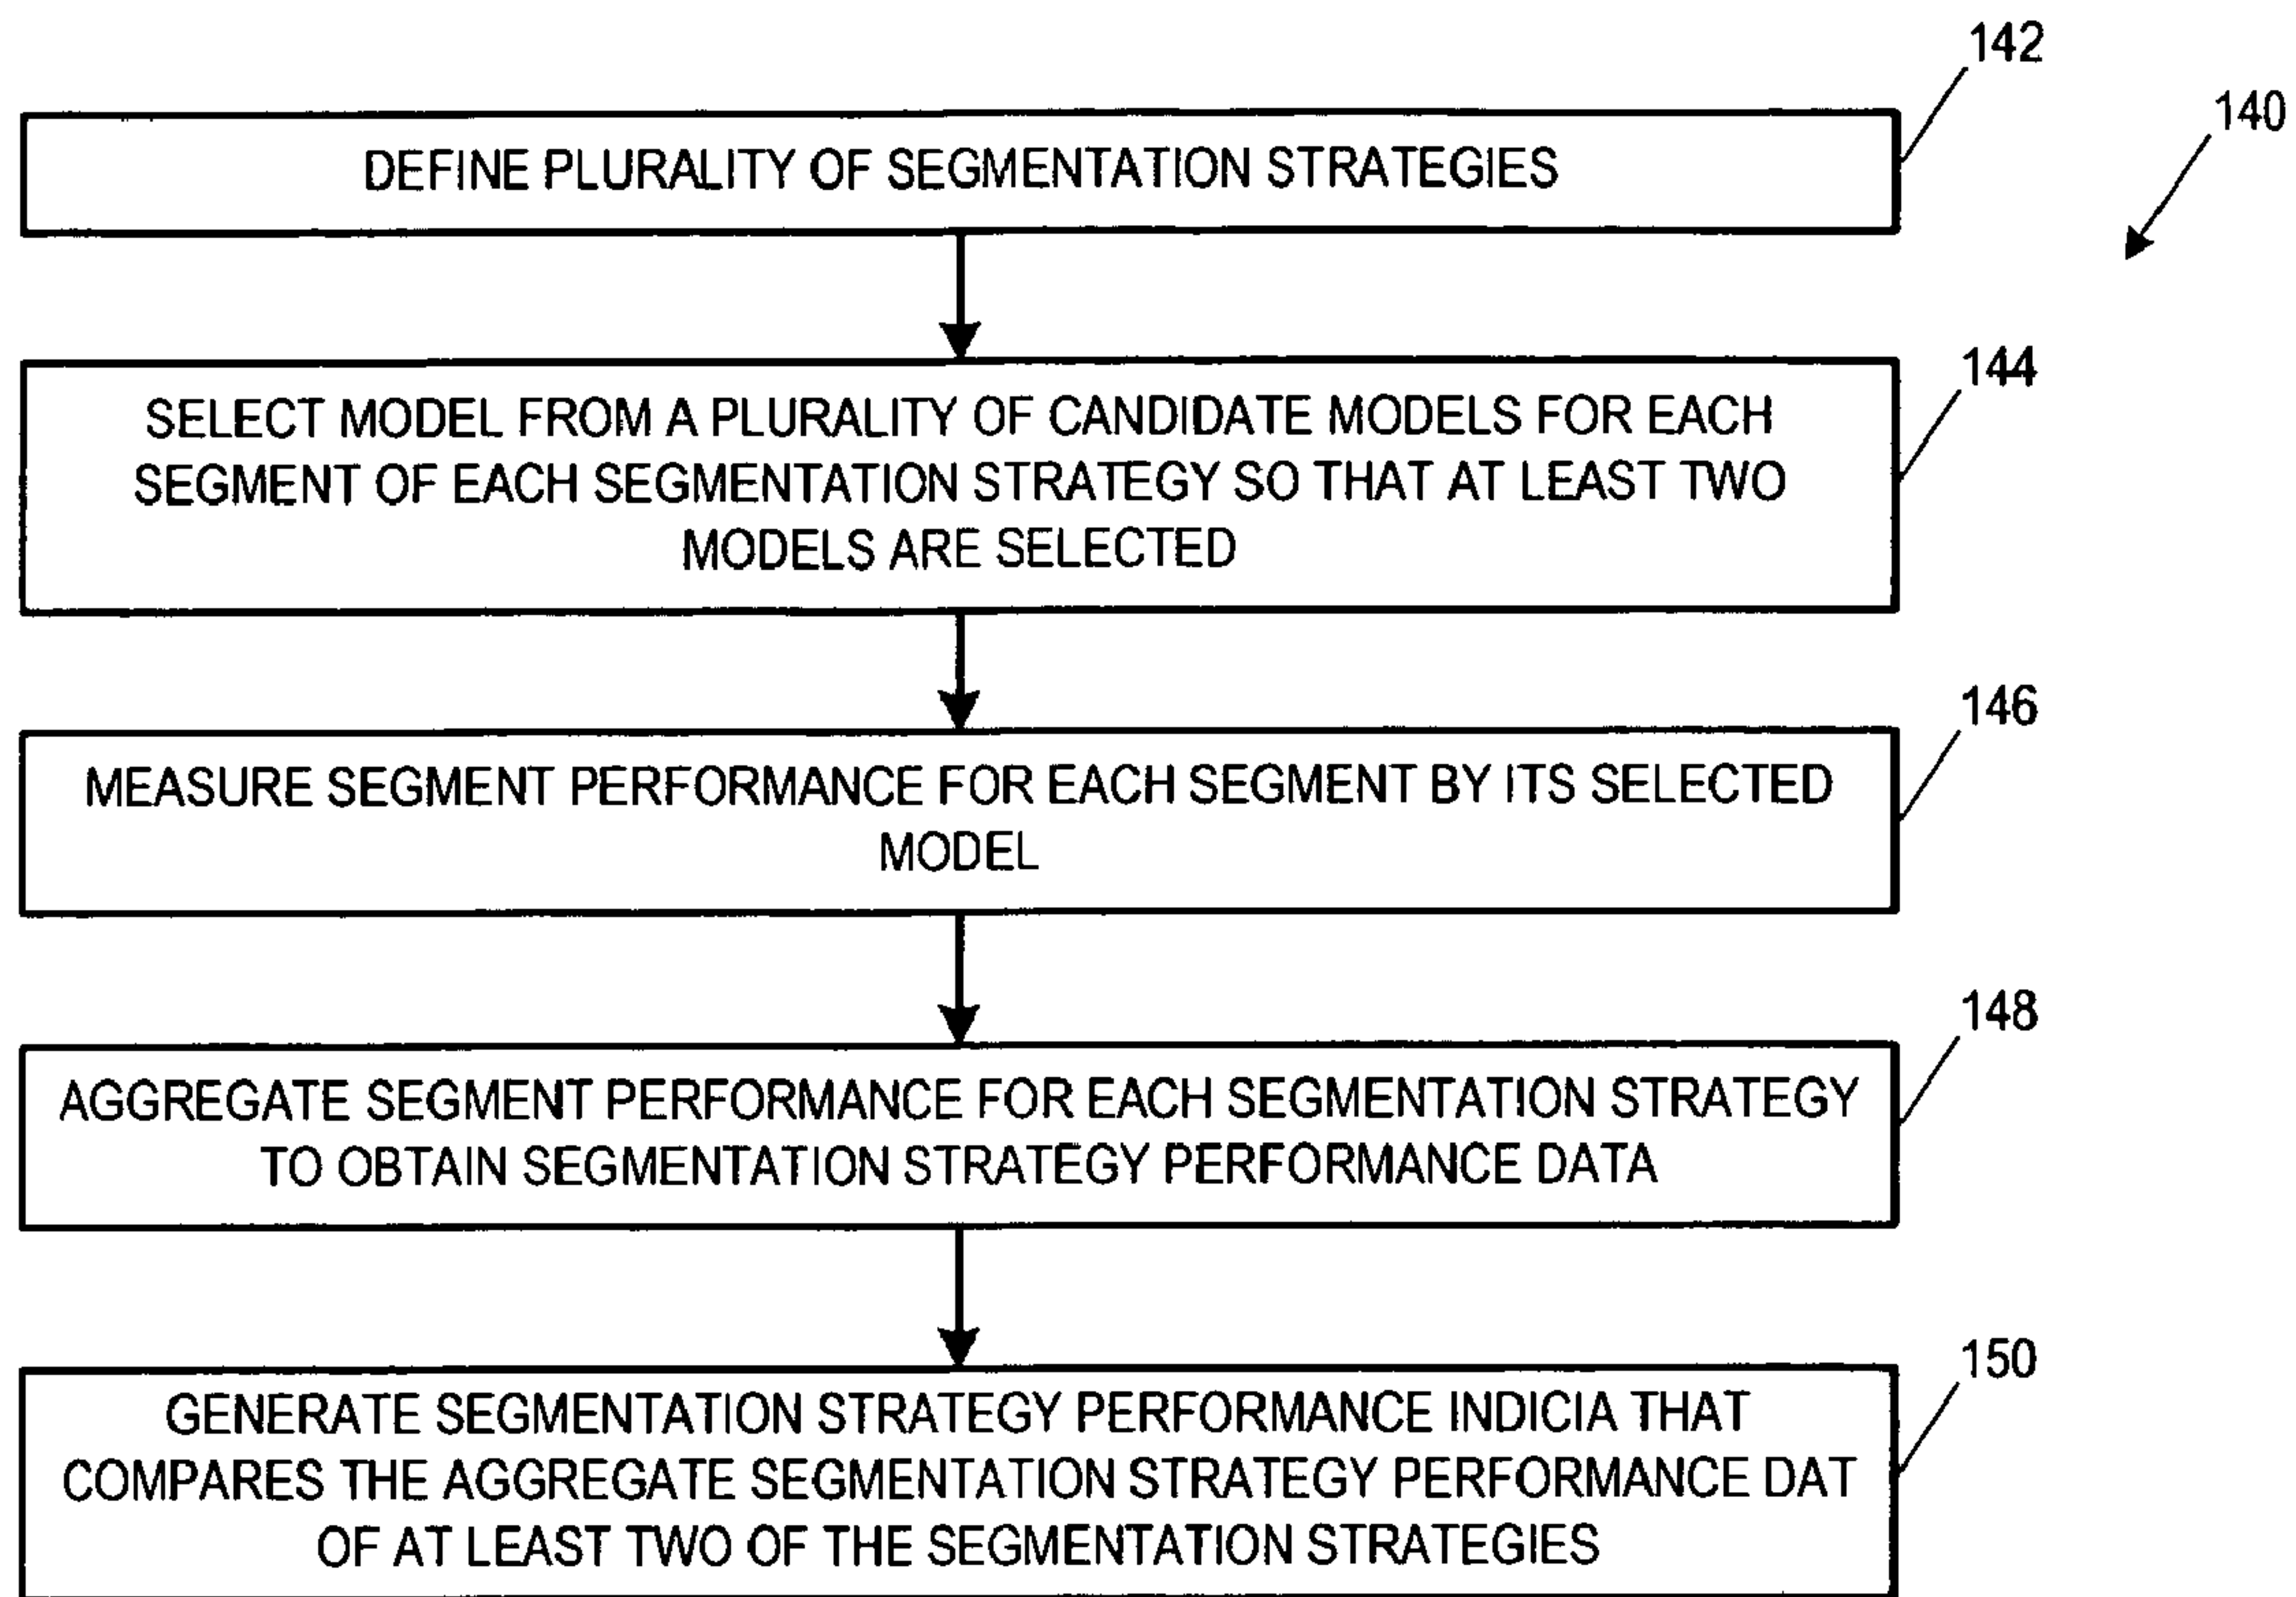 142
140
DEFINE PLURALITY OF SEGMENTATION STRATEGIES
144
SELECT MODEL FROM A PLURALITY OF CANDIDATE MODELS FOR EACH
SEGMENT OF EACH SEGMENTATION STRATEGY SO THAT AT LEAST TWO
MODELS ARE SELECTED
146
MEASURE SEGMENT PERFORMANCE FOR EACH SEGMENT BY ITS SELECTED
MODEL
148
AGGREGATE SEGMENT PERFORMANCE FOR EACH SEGMENTATION STRATEGY
TO OBTAIN SEGMENTATION STRATEGY PERFORMANCE DATA
150
GENERATE SEGMENTATION STRATEGY PERFORMANCE INDICIA THAT
COMPARES THE AGGREGATE SEGMENTATION STRATEGY PERFORMANCE DAT
OF AT LEAST TWO OF THE SEGMENTATION STRATEGIES